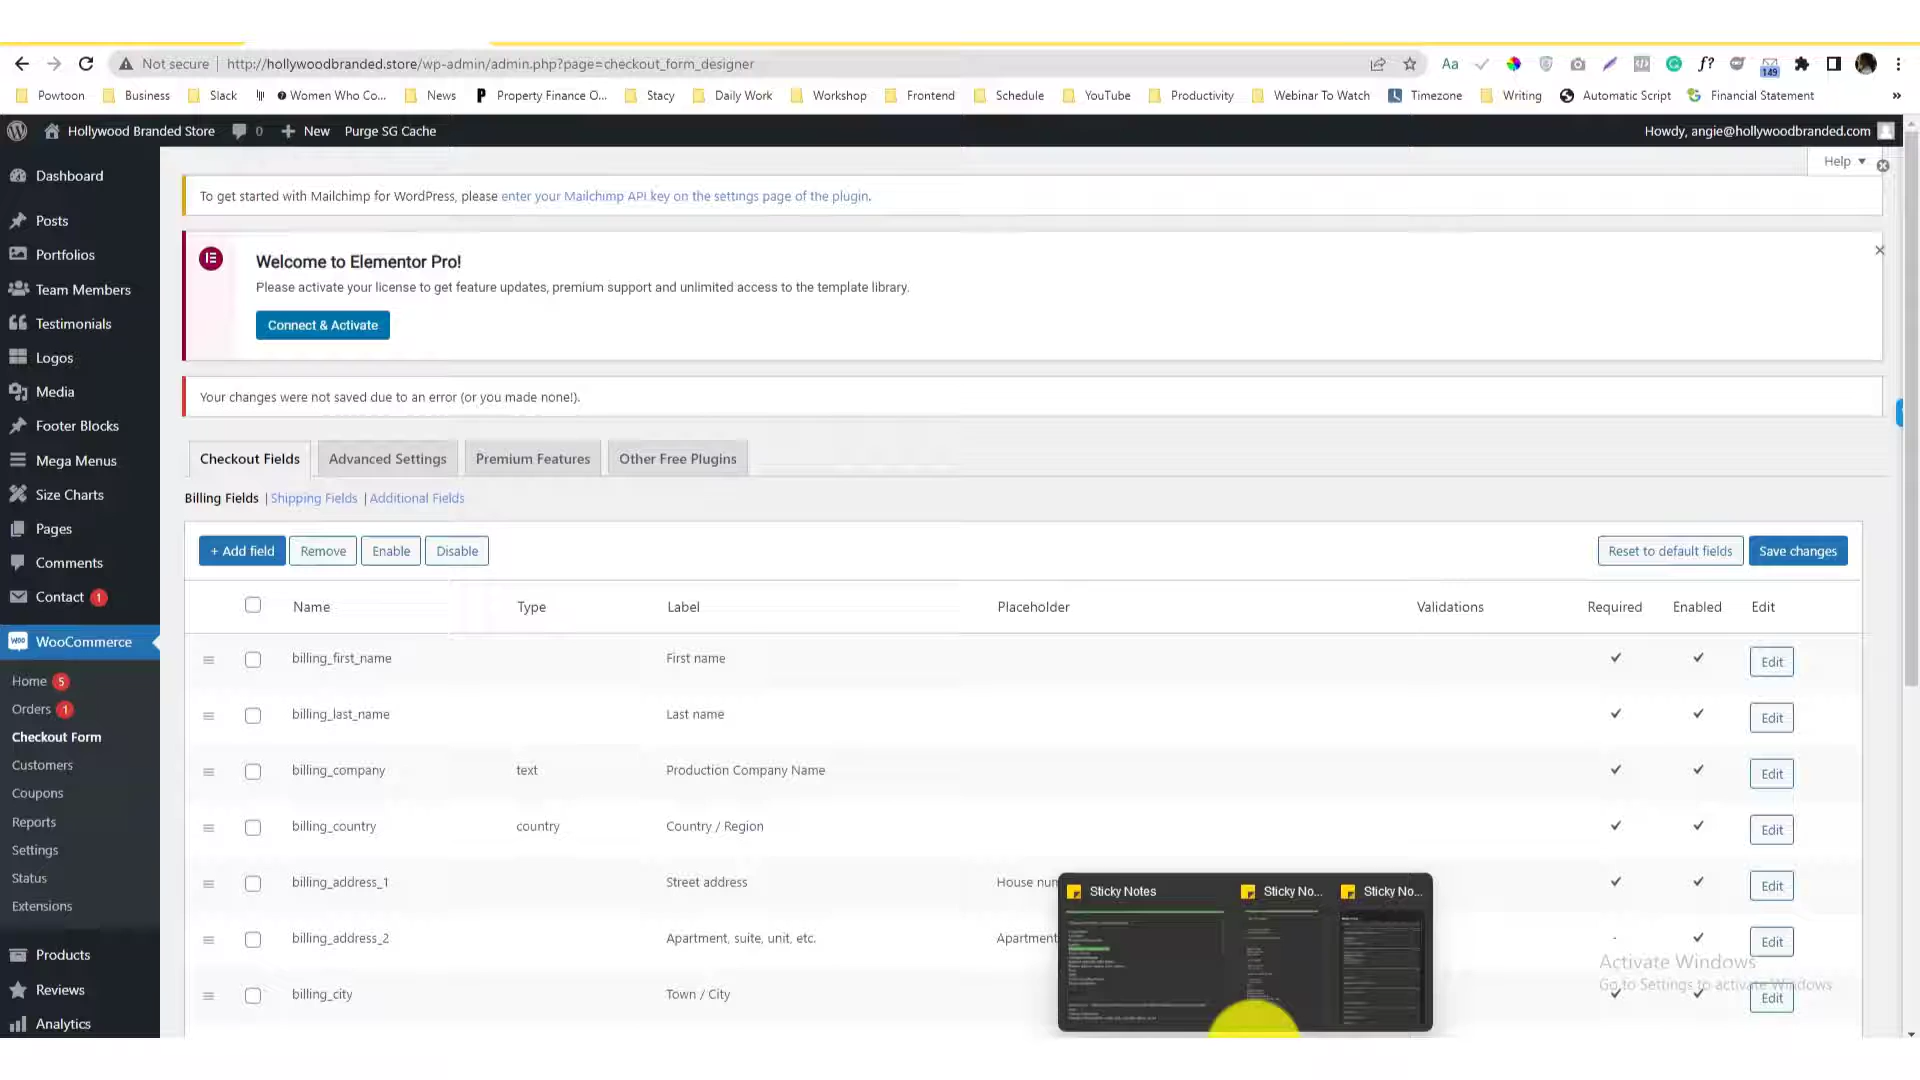 Not secure
http://hollywoodbranded.store/wp-admin/admin.php?page=checkout_form_designer
Aa
f?
149
Powtoon
Business
Slack
Women Who Co...
News
Property Finance O...
Stacy
Daily Work
Workshop
Frontend
Schedule
YouTube
Productivity
Webinar To Watch
Timezone
Writing
Automatic Script
Financial Statement
»
Hollywood Branded Store
0
New
Purge SG Cache
Howdy, angie@hollywoodbranded.com
Help
Dashboard
Posts
Portfolios
Team Members
Testimonials
Logos
Media
Footer Blocks
Mega Menus
Size Charts
Pages
Comments
Contact 1
WooCommerce
Home 5
Orders 1
Checkout Form
Customers
Coupons
Reports
Settings
Status
Extensions
Products
Reviews
Analytics
To get started with Mailchimp for WordPress, please enter your Mailchimp API key on the settings page of the plugin.
Welcome to Elementor Pro!
Please activate your license to get feature updates, premium support and unlimited access to the template library.
Connect & Activate
Your changes were not saved due to an error (or you made none!).
Checkout Fields
Advanced Settings
Premium Features
Other Free Plugins
Billing Fields | Shipping Fields | Additional Fields
+ Add field
Remove
Enable
Disable
Reset to default fields
Save changes
Name
Type
Label
Placeholder
Validations
Required
Enabled
Edit
billing_first_name
First name
Edit
billing_last_name
Last name
Edit
billing_company
text
Production Company Name
Edit
billing_country
country
Country / Region
Edit
billing_address_1
Street address
House
Edit
billing_address_2
Apartment, suite, unit, etc.
Apartment
Edit
billing_city
Town / City
Edit
Sticky Notes
Sticky No...
Sticky No...
Activate Windows
Go to Settings to activate Windows